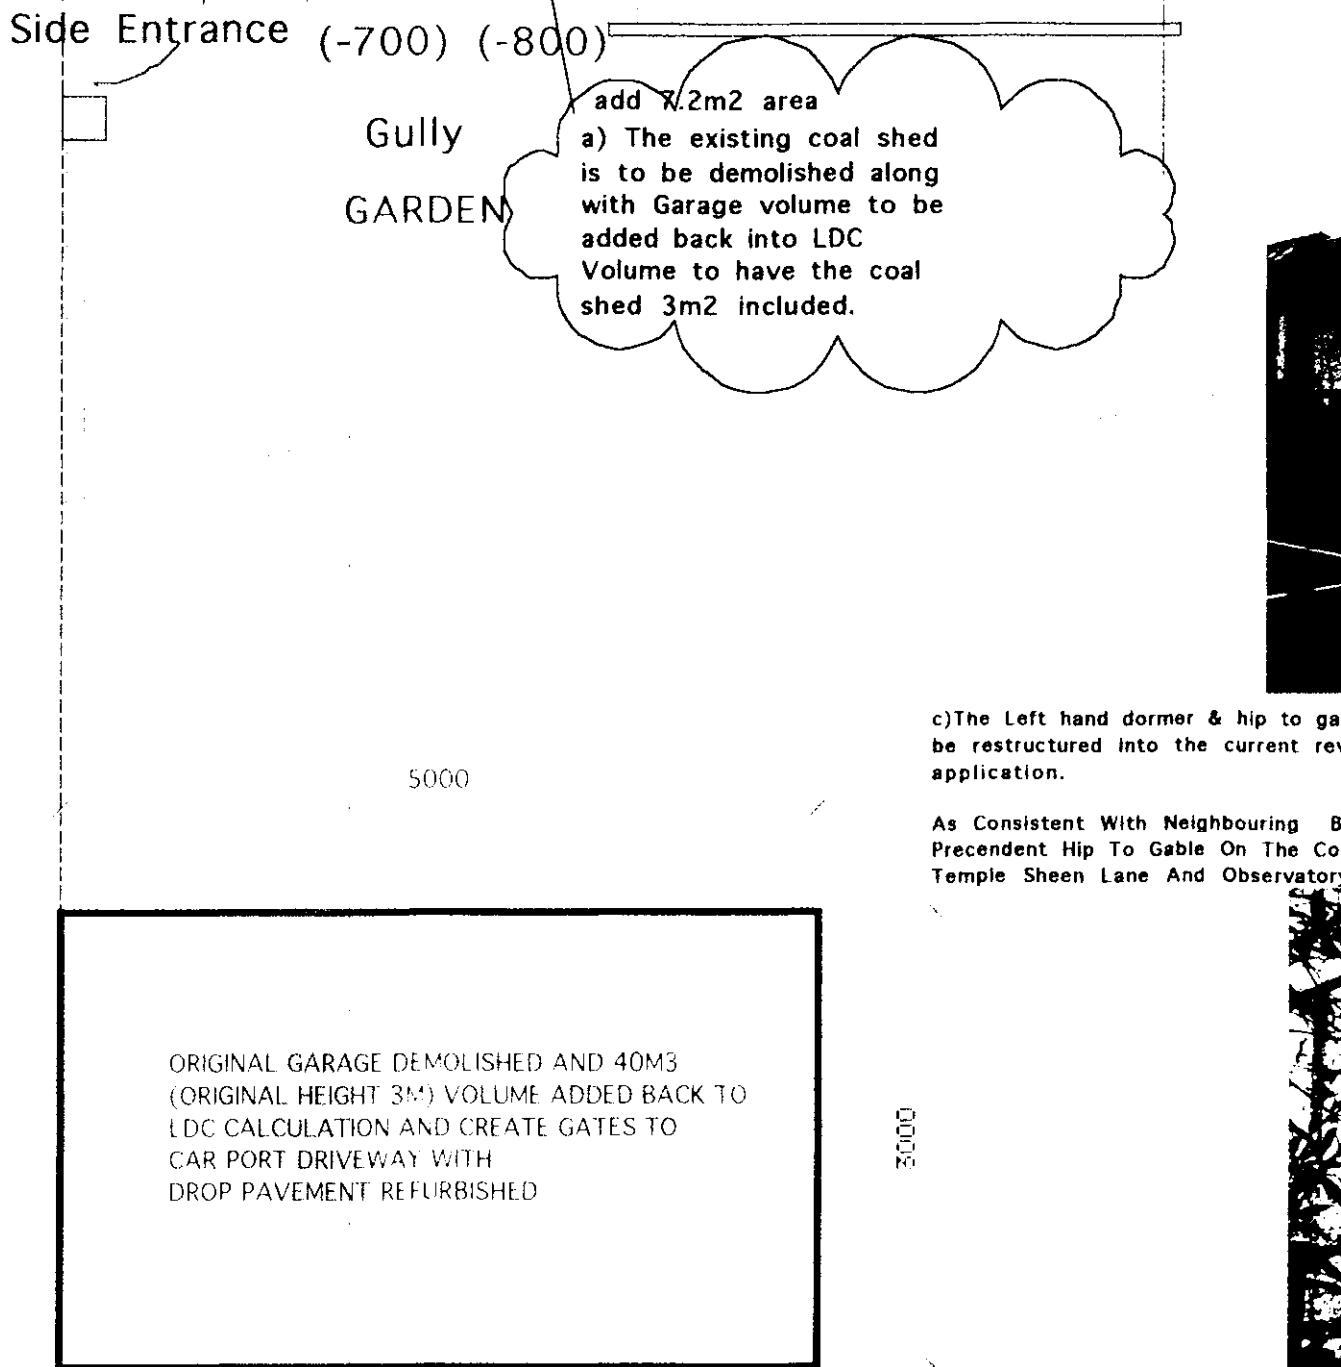 Side Entrance (-700) (-800)
Gully
GARDEN
add 7.2m2 area
a) The existing coal shed
is to be demolished along
with Garage volume to be
added back into LDC
Volume to have the coal
shed 3m2 included.
c)The Left hand dormer & hip to ga
be restructured into the current rev
application.
As Consistent With Neighbouring B
Precendent Hip To Gable On The Co
Temple Sheen Lane And Observatory
5000
ORIGINAL GARAGE DEMOLISHED AND 40M3
(ORIGINAL HEIGHT 3M) VOLUME ADDED BACK TO
LDC CALCULATION AND CREATE GATES TO
CAR PORT DRIVEWAY WITH
DROP PAVEMENT REFURBISHED
3000